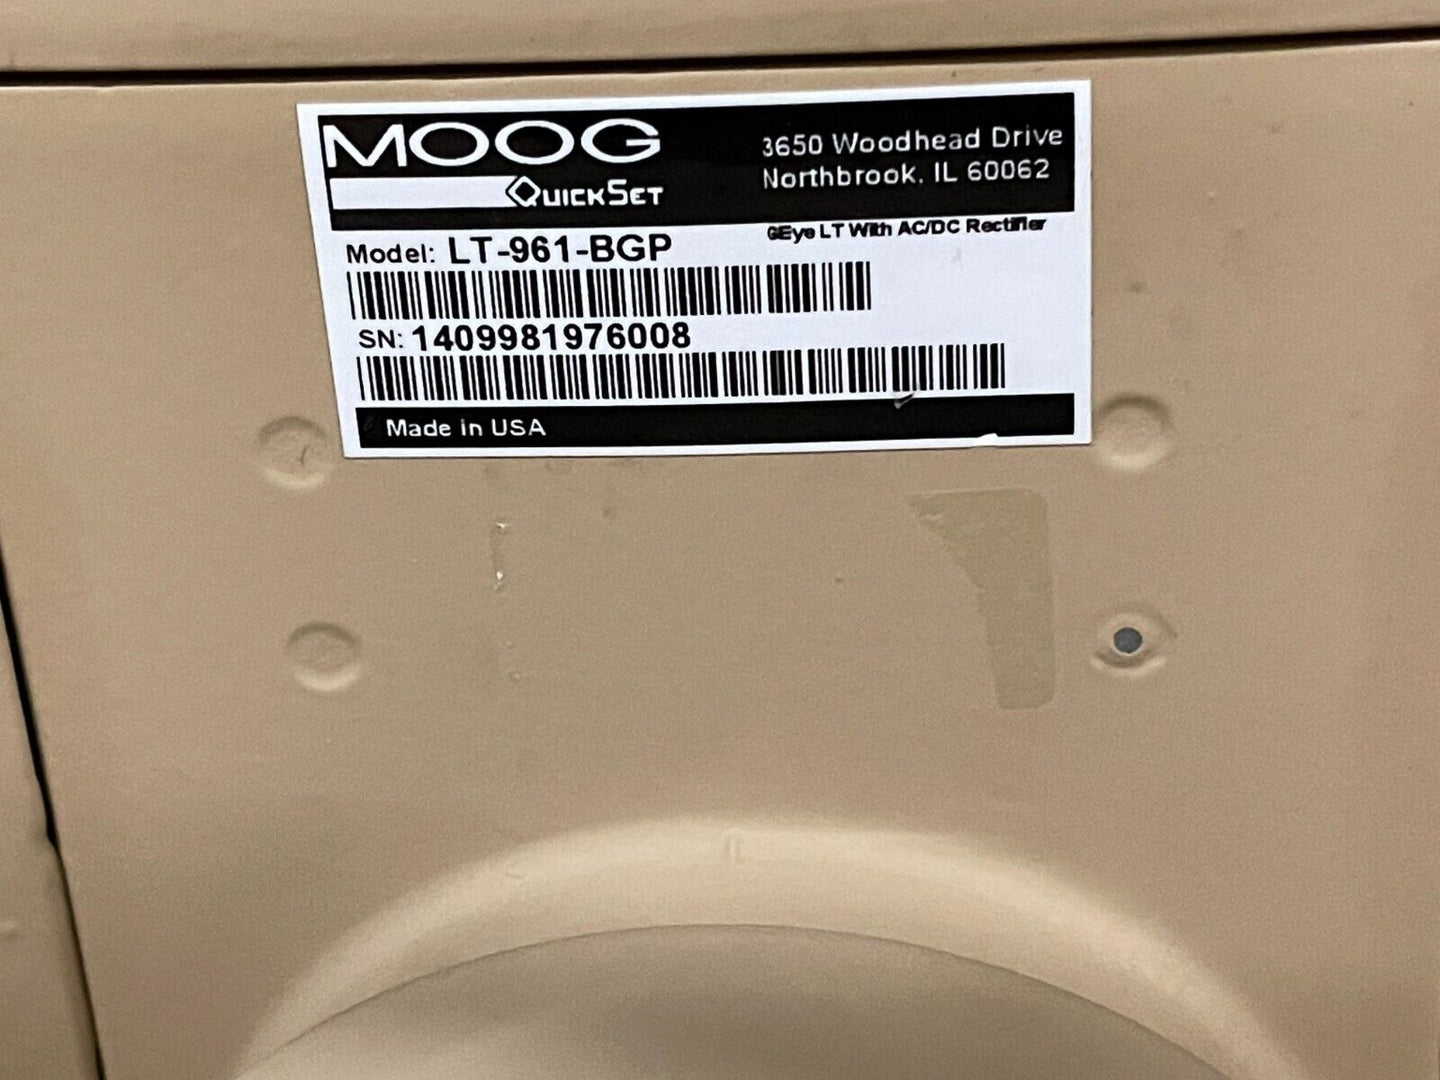 MOOG
QUICKSET
3650 Woodhead Drive
Northbrook, IL 60062
Model: LT-961-BGP
GEye LT With AC/DC Rectifier
SN: 1409981976008
Made in USA